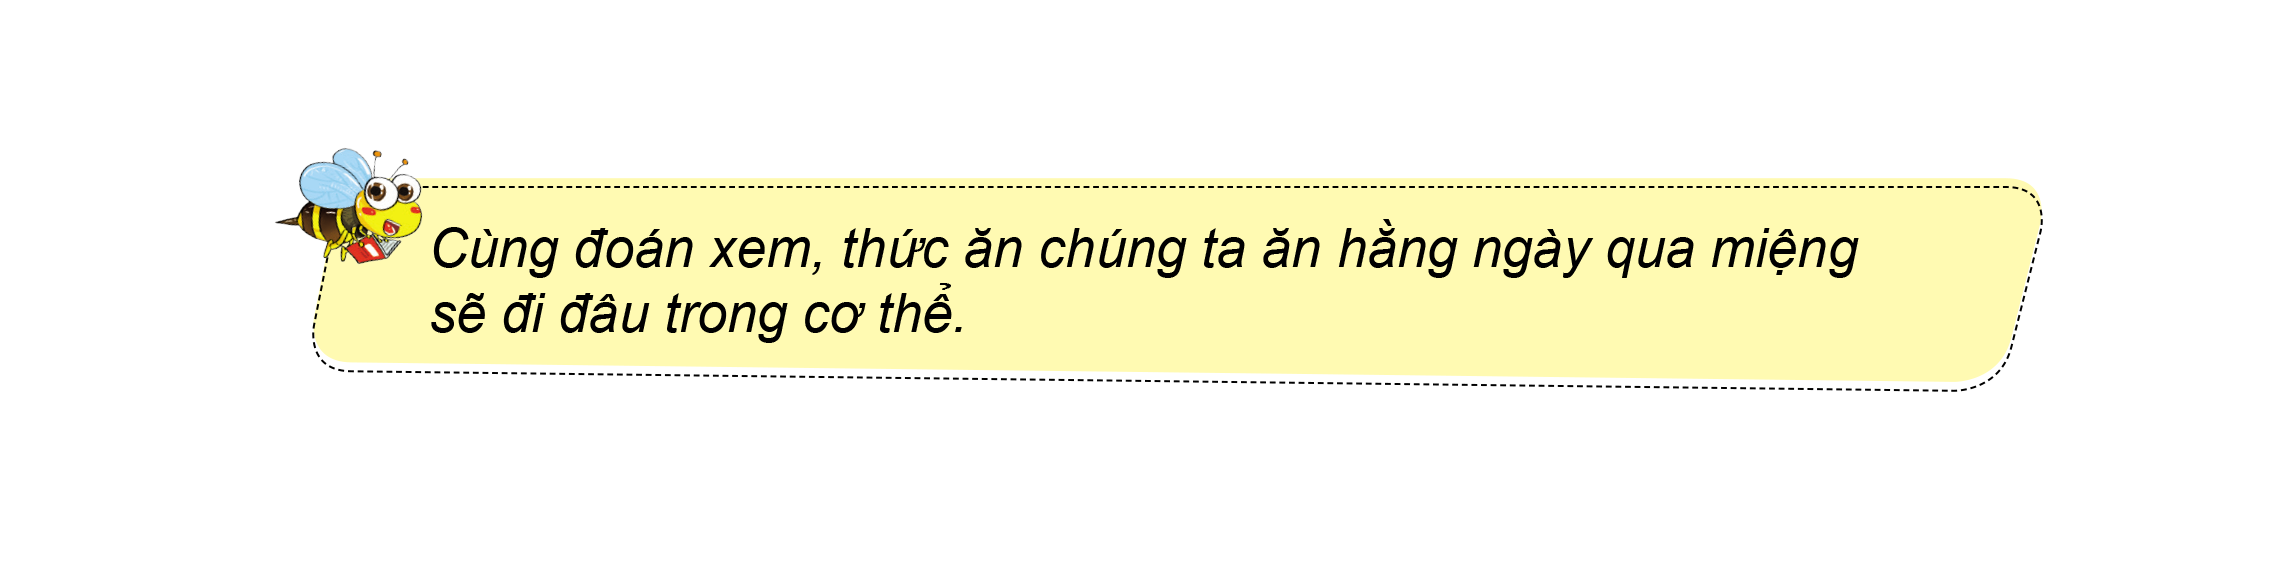 Cùng đoán xem, thức ăn chúng ta ăn hằng ngày qua miệng
sẽ đi đâu trong cơ thể.